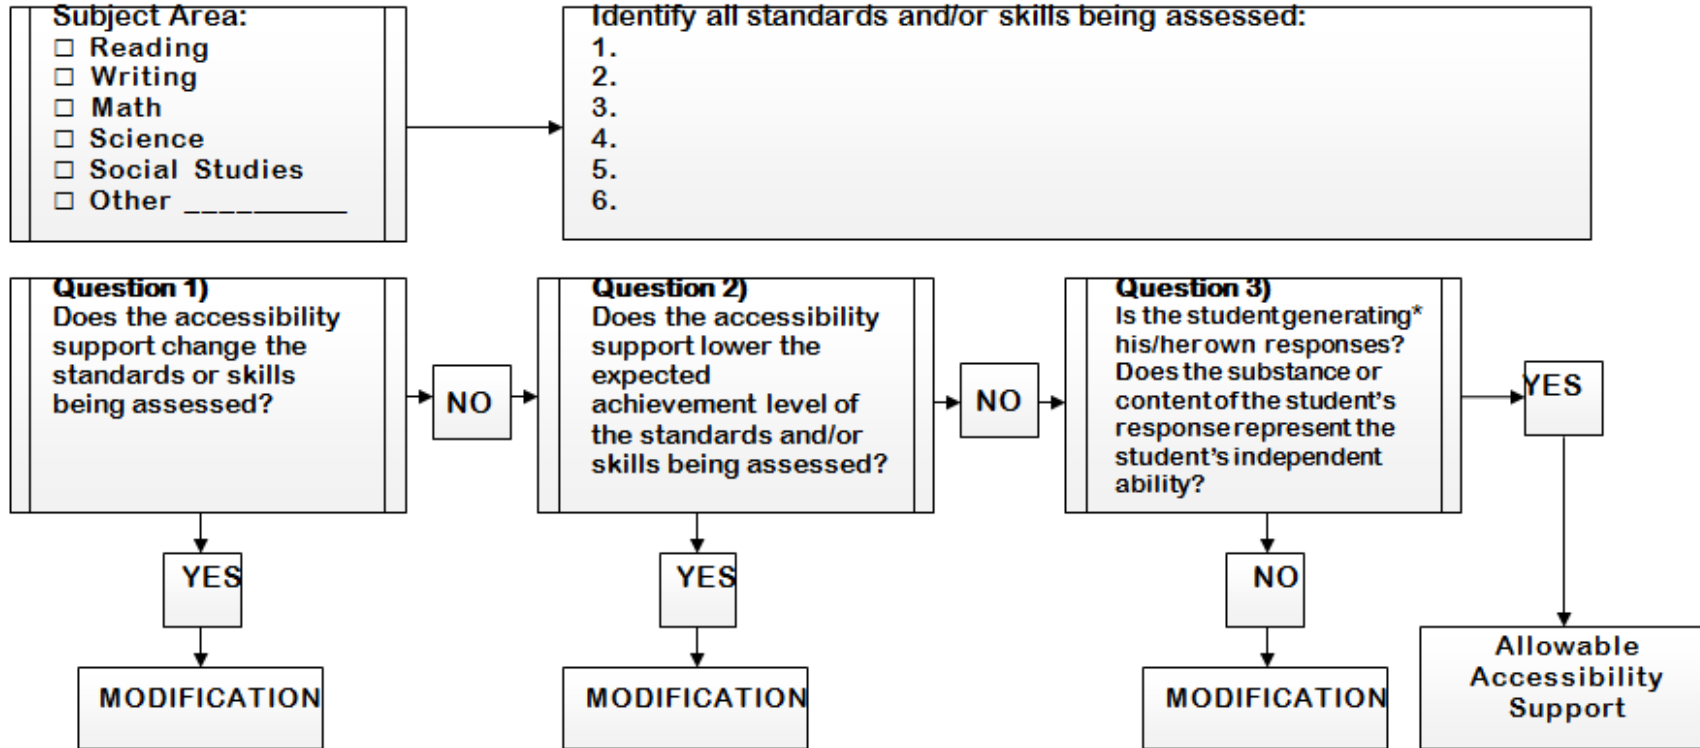 Subject Area:
☐ Reading
☐ Writing
☐ Math
☐ Science
☐ Social Studies
☐ Other __________
Identify all standards and/or skills being assessed:
1.
2.
3.
4.
5.
6.
Question 1)
Does the accessibility
support change the
standards or skills
being assessed?
NO
Question 2)
Does the accessibility
support lower the
expected
achievement level of
the standards and/or
skills being assessed?
NO
Question 3)
Is the student generating*
his/her own responses?
Does the substance or
content of the student's
response represent the
student's independent
ability?
YES
YES
YES
NO
MODIFICATION
MODIFICATION
MODIFICATION
Allowable
Accessibility
Support